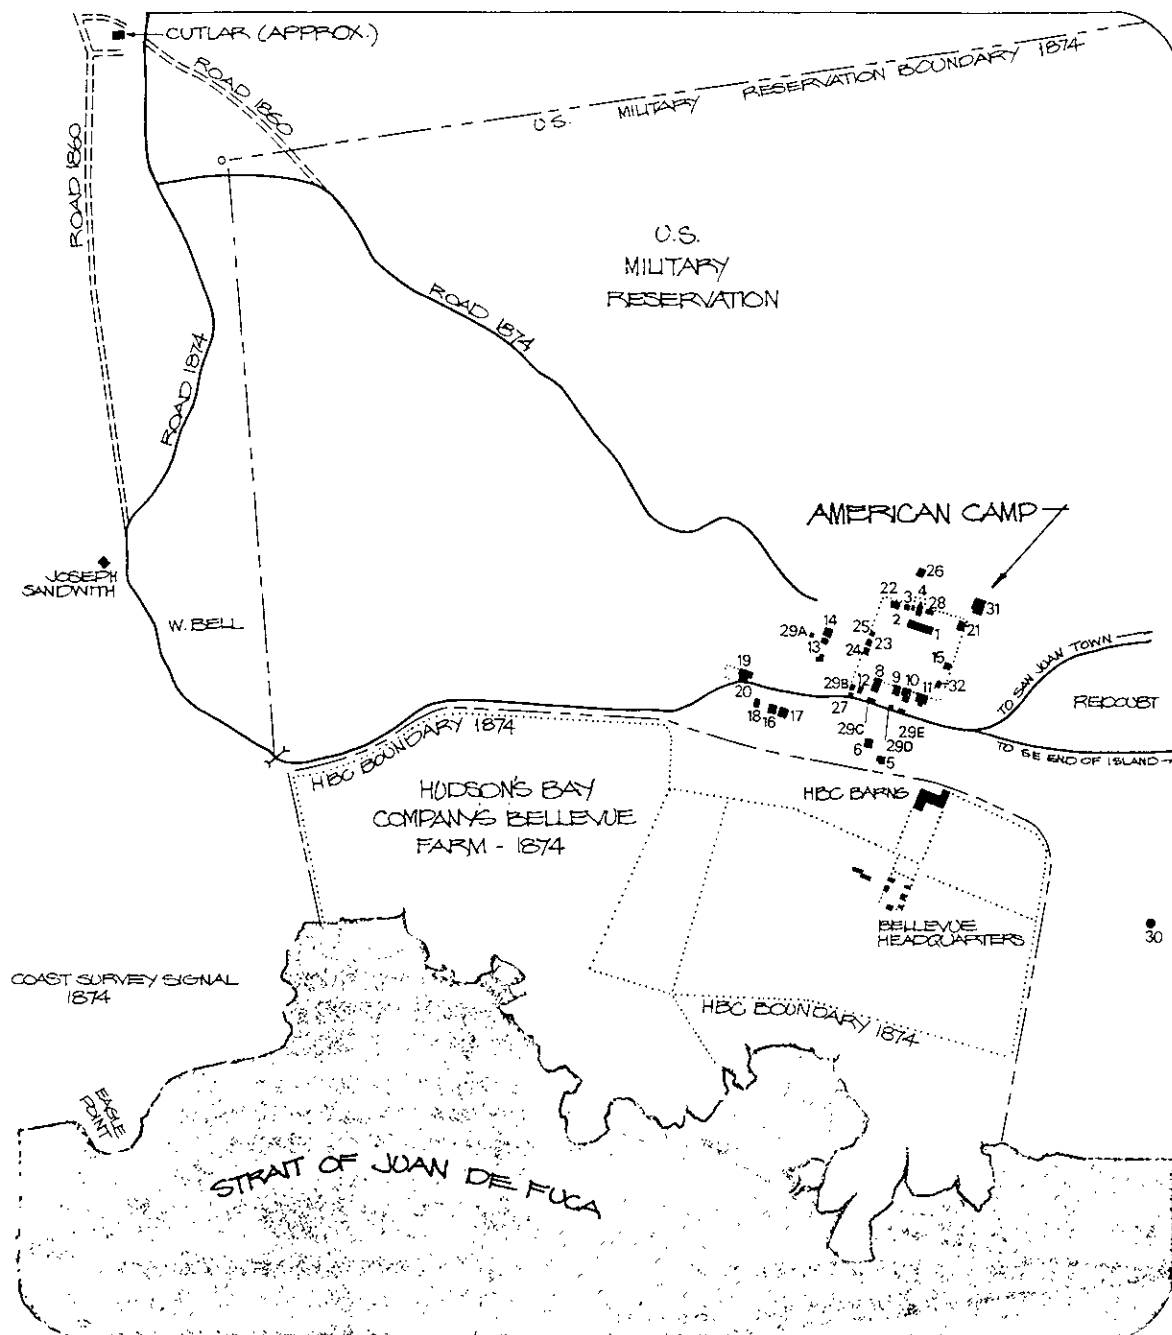 CUTLAR (APPROX.)
ROAD 1860
ROAD 1860
U.S. MILITARY RESERVATION BOUNDARY 1874
U.S.
MILITARY
RESERVATION
ROAD 1874
ROAD 1874
AMERICAN CAMP
JOSEPH
SANDWITH
W. BELL
26
22
3
4
28
31
2
1
21
29A
14
13
25
23
24
15
19
20
18
16
17
29B
12
8
9
10
11
32
27
29C
29D
29E
6
5
TO SAN JUAN TOWN
REDOUBT
TO SE END OF ISLAND
HBC BOUNDARY 1874
HUDSON'S BAY
COMPANY'S BELLEVUE
FARM - 1874
HBC BARNS
BELLEVUE
HEADQUARTERS
30
COAST SURVEY SIGNAL
1874
HBC BOUNDARY 1874
EAGLE
POINT
STRAIT OF JUAN DE FUCA